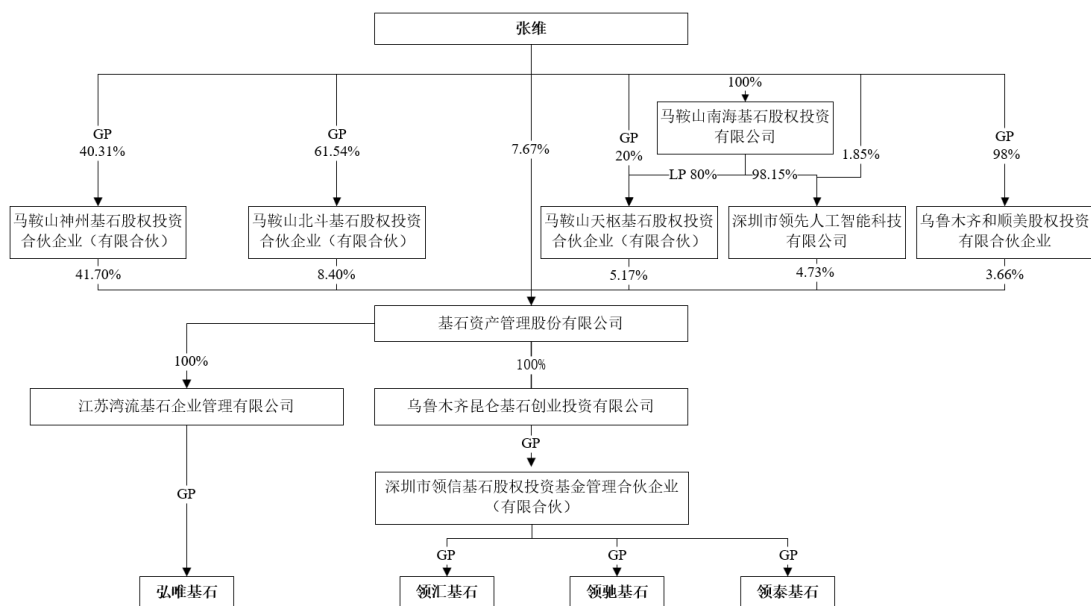 张维
100%
马鞍山南海基石股权投资
有限公司
GP
40.31%
GP
61.54%
7.67%
GP
20%
1.85%
GP
98%
LP 80%
98.15%
马鞍山神州基石股权投资
合伙企业（有限合伙）
马鞍山北斗基石股权投资
合伙企业（有限合伙）
马鞍山天枢基石股权投资
合伙企业（有限合伙）
深圳市领先人工智能科技
有限公司
乌鲁木齐和顺美股权投资
有限合伙企业
41.70%
8.40%
5.17%
4.73%
3.66%
基石资产管理股份有限公司
100%
100%
江苏湾流基石企业管理有限公司
乌鲁木齐昆仑基石创业投资有限公司
GP
深圳市领信基石股权投资基金管理合伙企业
（有限合伙）
GP
GP
GP
GP
弘唯基石
领汇基石
领驰基石
领泰基石